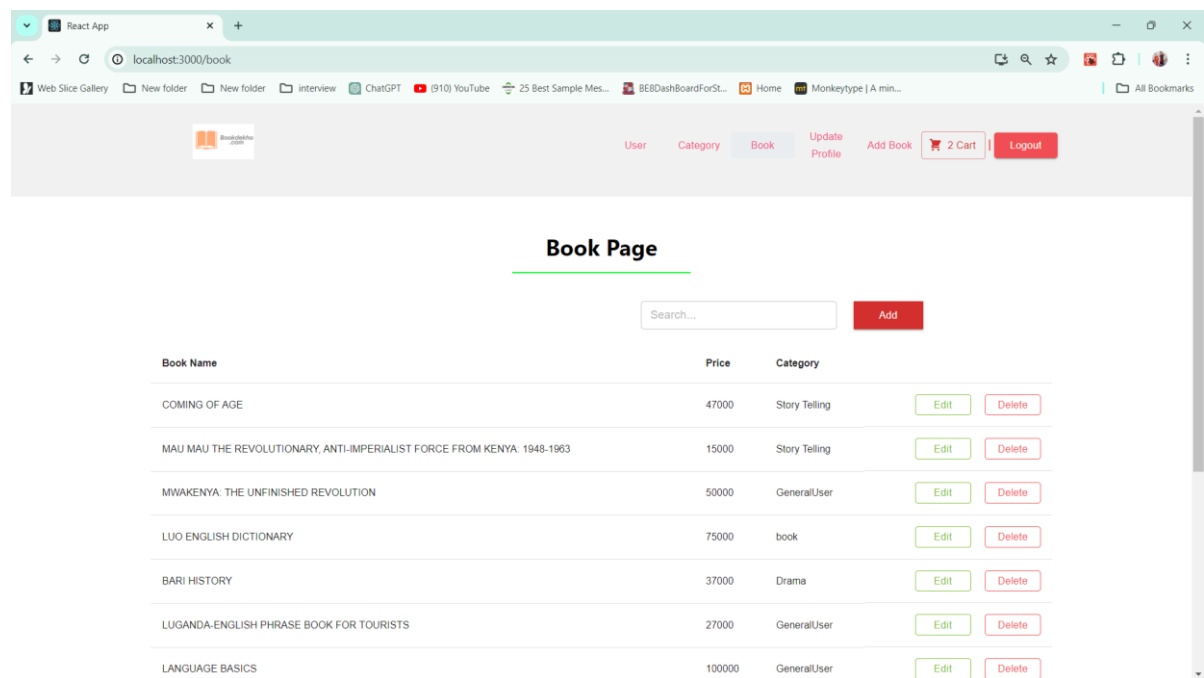 React App
localhost:3000/book
Web Slice Gallery New folder New folder interview ChatGPT (910) YouTube 25 Best Sample Mes... BE8DashBoardForSt... Home mt Monkeytype | A min... All Bookmarks
Bookdekho
.com
User Category Book Update Profile Add Book 2 Cart | Logout
Book Page
Search... Add
Book Name Price Category
COMING OF AGE 47000 Story Telling Edit Delete
MAU MAU THE REVOLUTIONARY, ANTI-IMPERIALIST FORCE FROM KENYA: 1948-1963 15000 Story Telling Edit Delete
MWAKENYA: THE UNFINISHED REVOLUTION 50000 GeneralUser Edit Delete
LUO ENGLISH DICTIONARY 75000 book Edit Delete
BARI HISTORY 37000 Drama Edit Delete
LUGANDA-ENGLISH PHRASE BOOK FOR TOURISTS 27000 GeneralUser Edit Delete
LANGUAGE BASICS 100000 GeneralUser Edit Delete